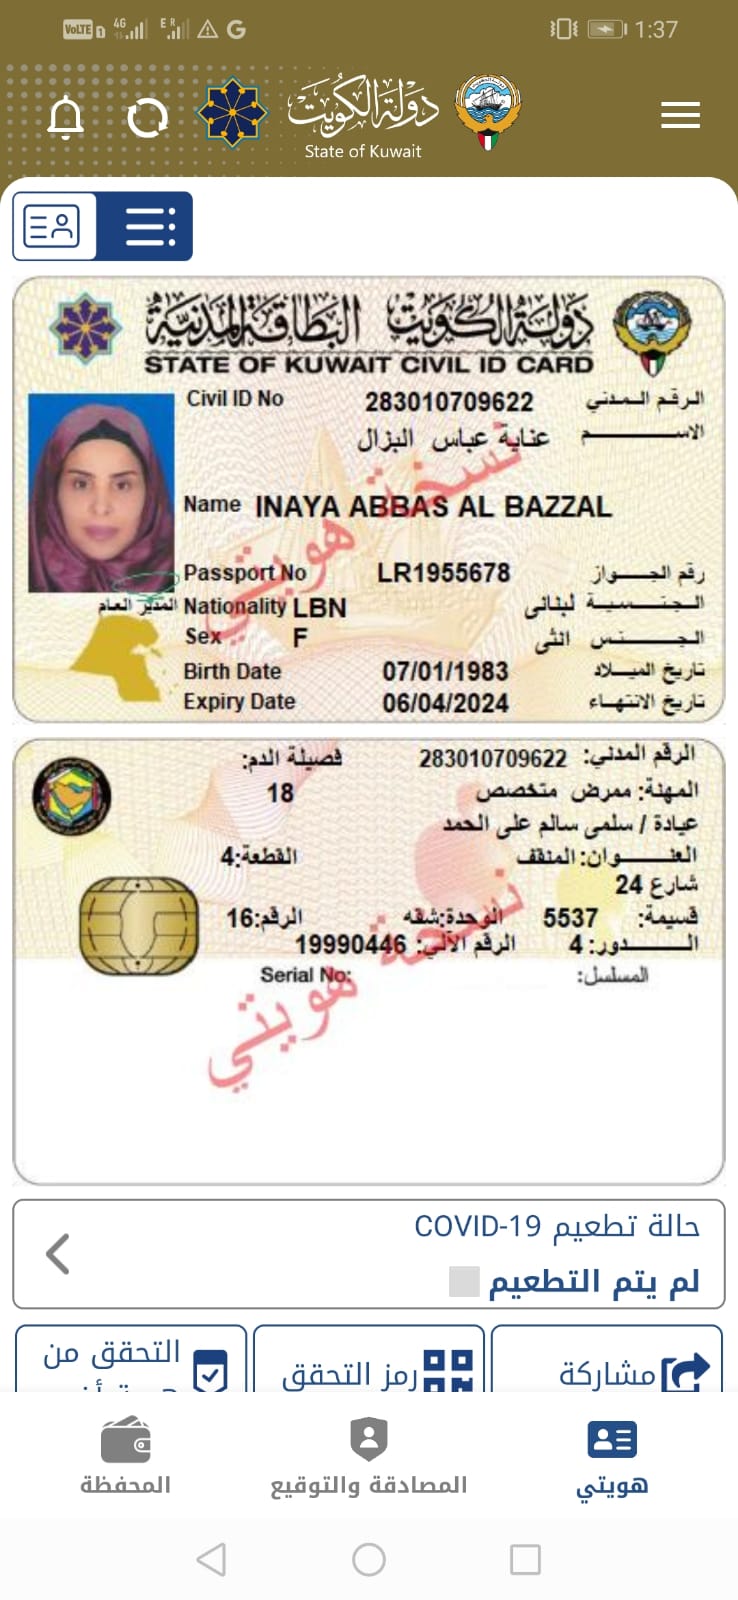 VoLTE 1 4G E R 1:37
دولة الكويت
State of Kuwait
دولة الكويت البطاقة المدنية
STATE OF KUWAIT CIVIL ID CARD
Civil ID No 283010709622 الرقم المدني
الاسم عناية عباس البزال
Name INAYA ABBAS AL BAZZAL
Passport No LR1955678 رقم الجواز
المدير العام
Nationality LBN الجنسية لبنانى
Sex F الجنس انثى
Birth Date 07/01/1983 تاريخ الميلاد
Expiry Date 06/04/2024 تاريخ الانتهاء
نسخة هويتي
الرقم المدني: 283010709622 فصيلة الدم:
المهنة: ممرض متخصص 18
عيادة / سلمى سالم على الحمد
العنوان: المنقف القطعة:4
شارع 24
قسيمة: 5537 الوحدة:شقه الرقم:16
الدور: 4 الرقم الآلي: 19990446
المسلسل: Serial No:
نسخة هويتي
حالة تطعيم COVID-19
لم يتم التطعيم
مشاركة
رمز التحقق
التحقق من
هويتي
المصادقة والتوقيع
المحفظة